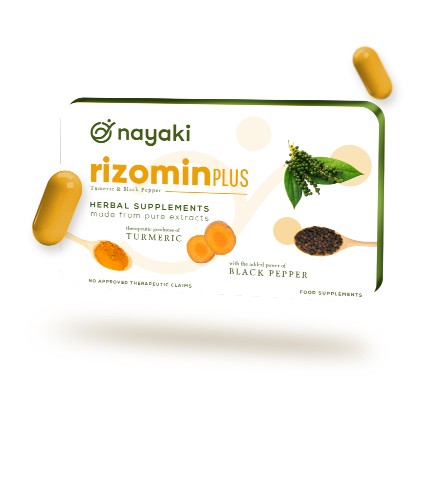 nayaki
rizominPLUS
Turmeric & Black Pepper
HERBAL SUPPLEMENTS
made from pure extracts
therapeutic goodness of
TURMERIC
with the added power of
BLACK PEPPER
NO APPROVED THERAPEUTIC CLAIMS
FOOD SUPPLEMENTS